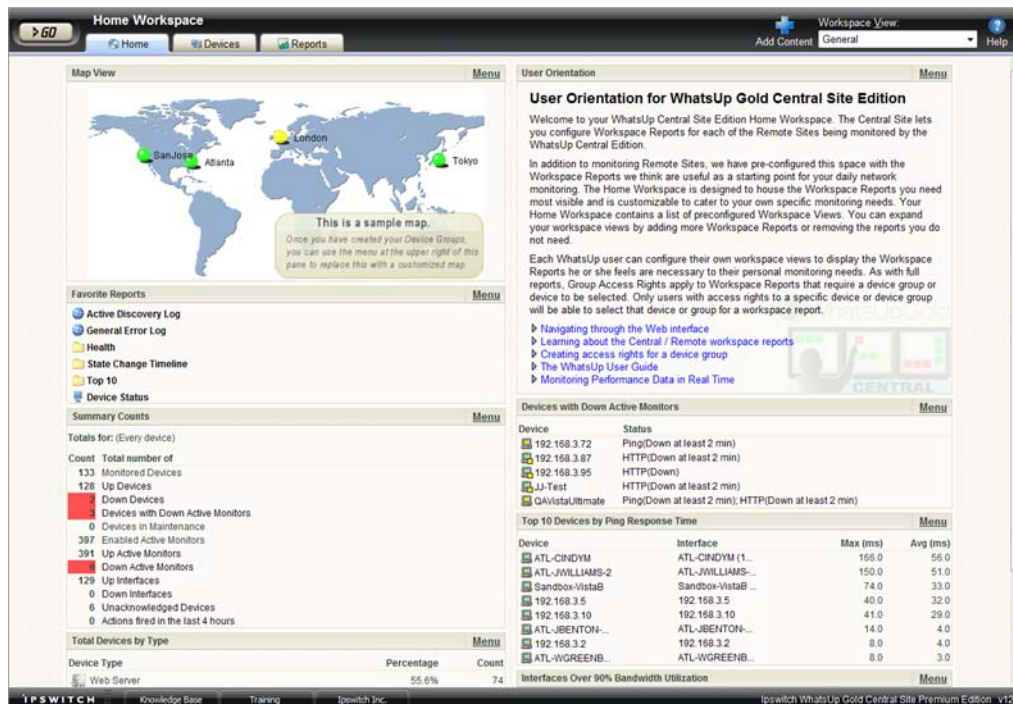 GO
Home Workspace
Home
Devices
Reports
Add Content
Workspace View:
General
Help
Map View
Menu
SanJose
Atlanta
London
Tokyo
This is a sample map.
Once you have created your Device Groups,
you can use the menu at the upper right of this
pane to replace this with a customized map.
Favorite Reports
Menu
Active Discovery Log
General Error Log
Health
State Change Timeline
Top 10
Device Status
Summary Counts
Menu
Totals for: (Every device)
Count Total number of
133 Monitored Devices
128 Up Devices
2 Down Devices
3 Devices with Down Active Monitors
0 Devices in Maintenance
397 Enabled Active Monitors
391 Up Active Monitors
6 Down Active Monitors
129 Up Interfaces
0 Down Interfaces
6 Unacknowledged Devices
0 Actions fired in the last 4 hours
Total Devices by Type
Menu
Device Type Percentage Count
Web Server 55.6% 74
User Orientation
Menu
User Orientation for WhatsUp Gold Central Site Edition
Welcome to your WhatsUp Central Site Edition Home Workspace. The Central Site lets
you configure Workspace Reports for each of the Remote Sites being monitored by the
WhatsUp Central Edition.
In addition to monitoring Remote Sites, we have pre-configured this space with the
Workspace Reports we think are useful as a starting point for your daily network
monitoring. The Home Workspace is designed to house the Workspace Reports you need
most visible and is customizable to cater to your own specific monitoring needs. Your
Home Workspace contains a list of preconfigured Workspace Views. You can expand
your workspace views by adding more Workspace Reports or removing the reports you do
not need.
Each WhatsUp user can configure their own workspace views to display the Workspace
Reports he or she feels are necessary to their personal monitoring needs. As with full
reports, Group Access Rights apply to Workspace Reports that require a device group or
device to be selected. Only users with access rights to a specific device or device group
will be able to select that device or group for a workspace report.
Navigating through the Web interface
Learning about the Central / Remote workspace reports
Creating access rights for a device group
The WhatsUp User Guide
Monitoring Performance Data in Real Time
WhatsUpGold
CENTRAL
Devices with Down Active Monitors
Menu
Device Status
192.168.3.72 Ping(Down at least 2 min)
192.168.3.87 HTTP(Down at least 2 min)
192.168.3.95 HTTP(Down)
JJ-Test HTTP(Down at least 2 min)
QAVistaUltimate Ping(Down at least 2 min); HTTP(Down at least 2 min)
Top 10 Devices by Ping Response Time
Menu
Device Interface Max (ms) Avg (ms)
ATL-CINDYM ATL-CINDYM (1... 166.0 56.0
ATL-JWILLIAMS-2 ATL-JWILLIAMS-... 150.0 51.0
Sandbox-VistaB Sandbox-VistaB 74.0 33.0
192.168.3.5 192.168.3.5 40.0 32.0
192.168.3.10 192.168.3.10 41.0 29.0
ATL-JBENTON-... ATL-JBENTON-... 14.0 4.0
192.168.3.2 192.168.3.2 8.0 4.0
ATL-WGREENB... ATL-WGREENB... 8.0 3.0
Interfaces Over 90% Bandwidth Utilization
Menu
IPSWITCH
Knowledge Base
Training
Ipswitch Inc.
Ipswitch WhatsUp Gold Central Site Premium Edition v12